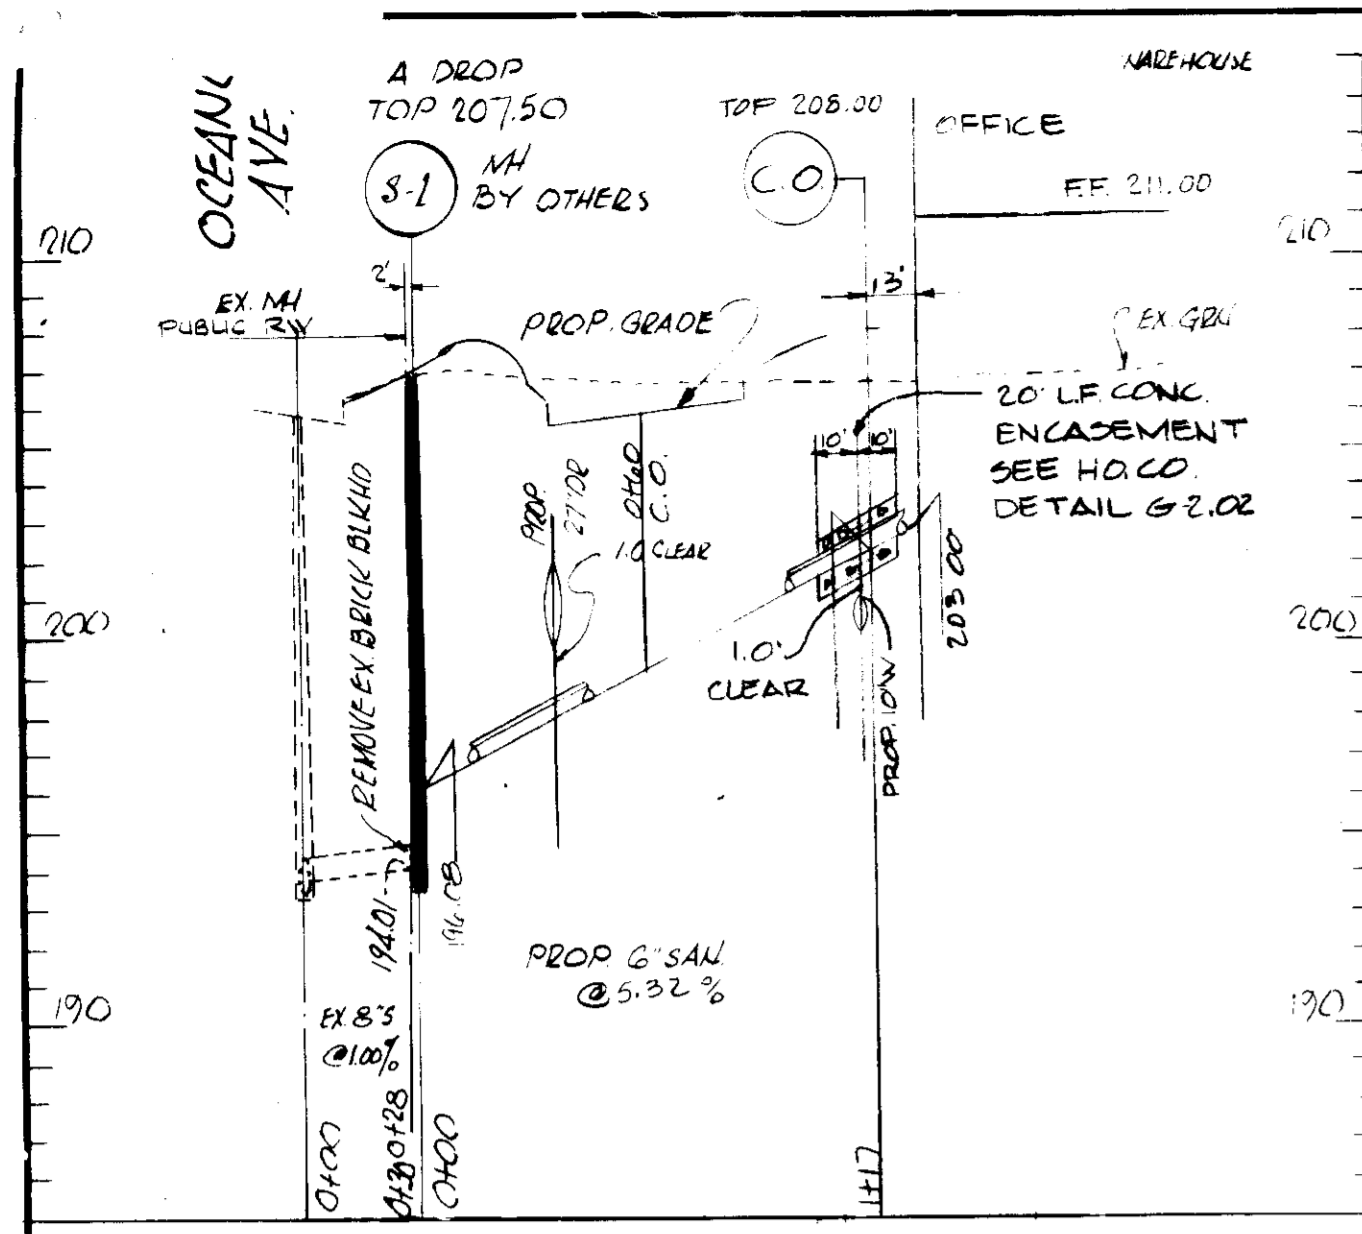 A DROP
TOP 207.50
S-1
MH
BY OTHERS
AVE.
TOP 208.00
C.O.
WAREHOUSE
OFFICE
F.F. 211.00
210
210
2'
13'
EX. MH
PUBLIC R/W
PROP. GRADE
EX. GRN
20' L.F. CONC.
ENCASEMENT
SEE HO. CO.
DETAIL G-2.02
10'
10'
REMOVE EX. BRICK BLKHD
PROP.
27" DR
1.0 CLEAR
0+60
C.O.
200
200
1.0'
CLEAR
PROP. 10" W
203.00
194.01
196.78
PROP. 6" SAN.
@ 5.32 %
190
190
EX. 8" S
@ 1.00%
0+00
0+30
0+28
0+00
1+17